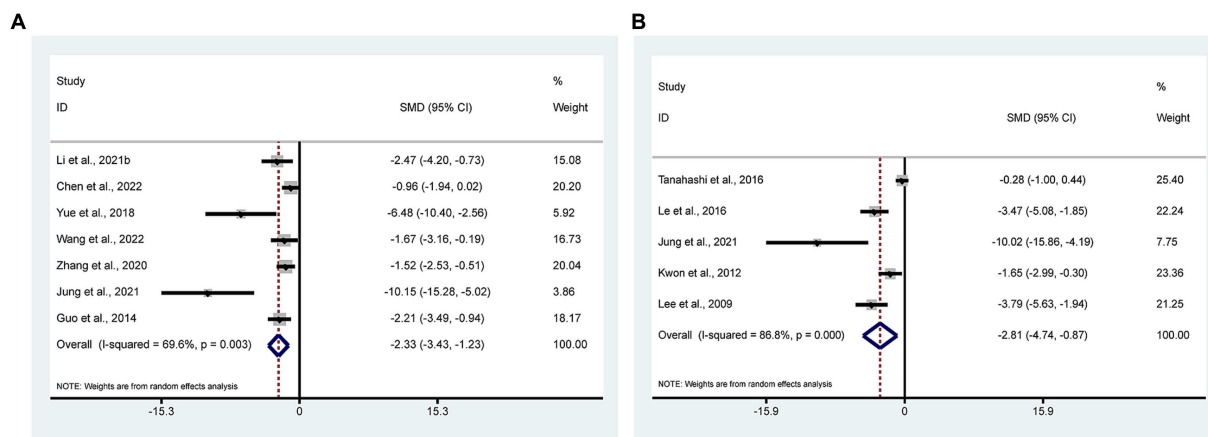 A
Study %
ID SMD (95% CI) Weight
Li et al., 2021b -2.47 (-4.20, -0.73) 15.08
Chen et al., 2022 -0.96 (-1.94, 0.02) 20.20
Yue et al., 2018 -6.48 (-10.40, -2.56) 5.92
Wang et al., 2022 -1.67 (-3.16, -0.19) 16.73
Zhang et al., 2020 -1.52 (-2.53, -0.51) 20.04
Jung et al., 2021 -10.15 (-15.28, -5.02) 3.86
Guo et al., 2014 -2.21 (-3.49, -0.94) 18.17
Overall (I-squared = 69.6%, p = 0.003) -2.33 (-3.43, -1.23) 100.00
NOTE: Weights are from random effects analysis
-15.3 0 15.3
B
Study %
ID SMD (95% CI) Weight
Tanahashi et al., 2016 -0.28 (-1.00, 0.44) 25.40
Le et al., 2016 -3.47 (-5.08, -1.85) 22.24
Jung et al., 2021 -10.02 (-15.86, -4.19) 7.75
Kwon et al., 2012 -1.65 (-2.99, -0.30) 23.36
Lee et al., 2009 -3.79 (-5.63, -1.94) 21.25
Overall (I-squared = 86.8%, p = 0.000) -2.81 (-4.74, -0.87) 100.00
NOTE: Weights are from random effects analysis
-15.9 0 15.9